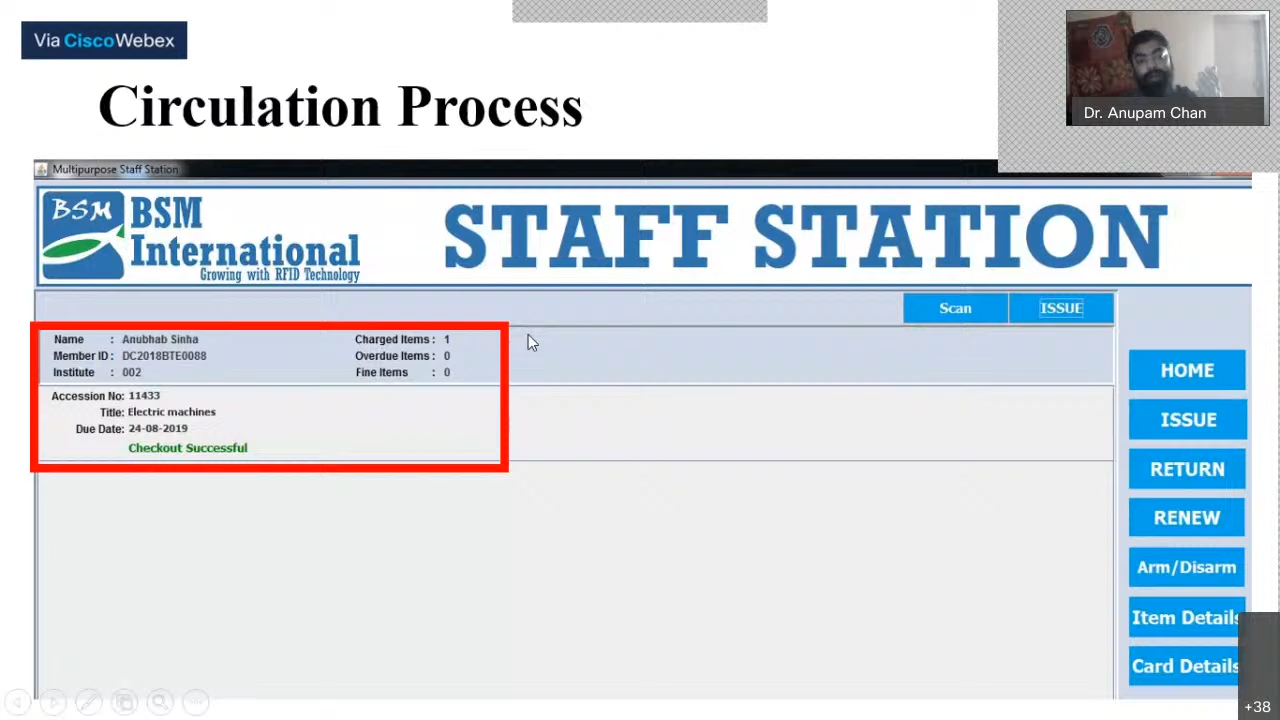 Via CiscoWebex
Dr. Anupam Chan
Circulation Process
Multipurpose Staff Station
BSM
BSM
International
Growing with RFID Technology
STAFF STATION
Scan
ISSUE
Name : Anubhab Sinha
Charged Items : 1
Member ID : DC2018BTE0088
Overdue Items : 0
Institute : 002
Fine Items : 0
Accession No: 11433
Title: Electric machines
Due Date: 24-08-2019
Checkout Successful
HOME
ISSUE
RETURN
RENEW
Arm/Disarm
Item Details
Card Details
+38